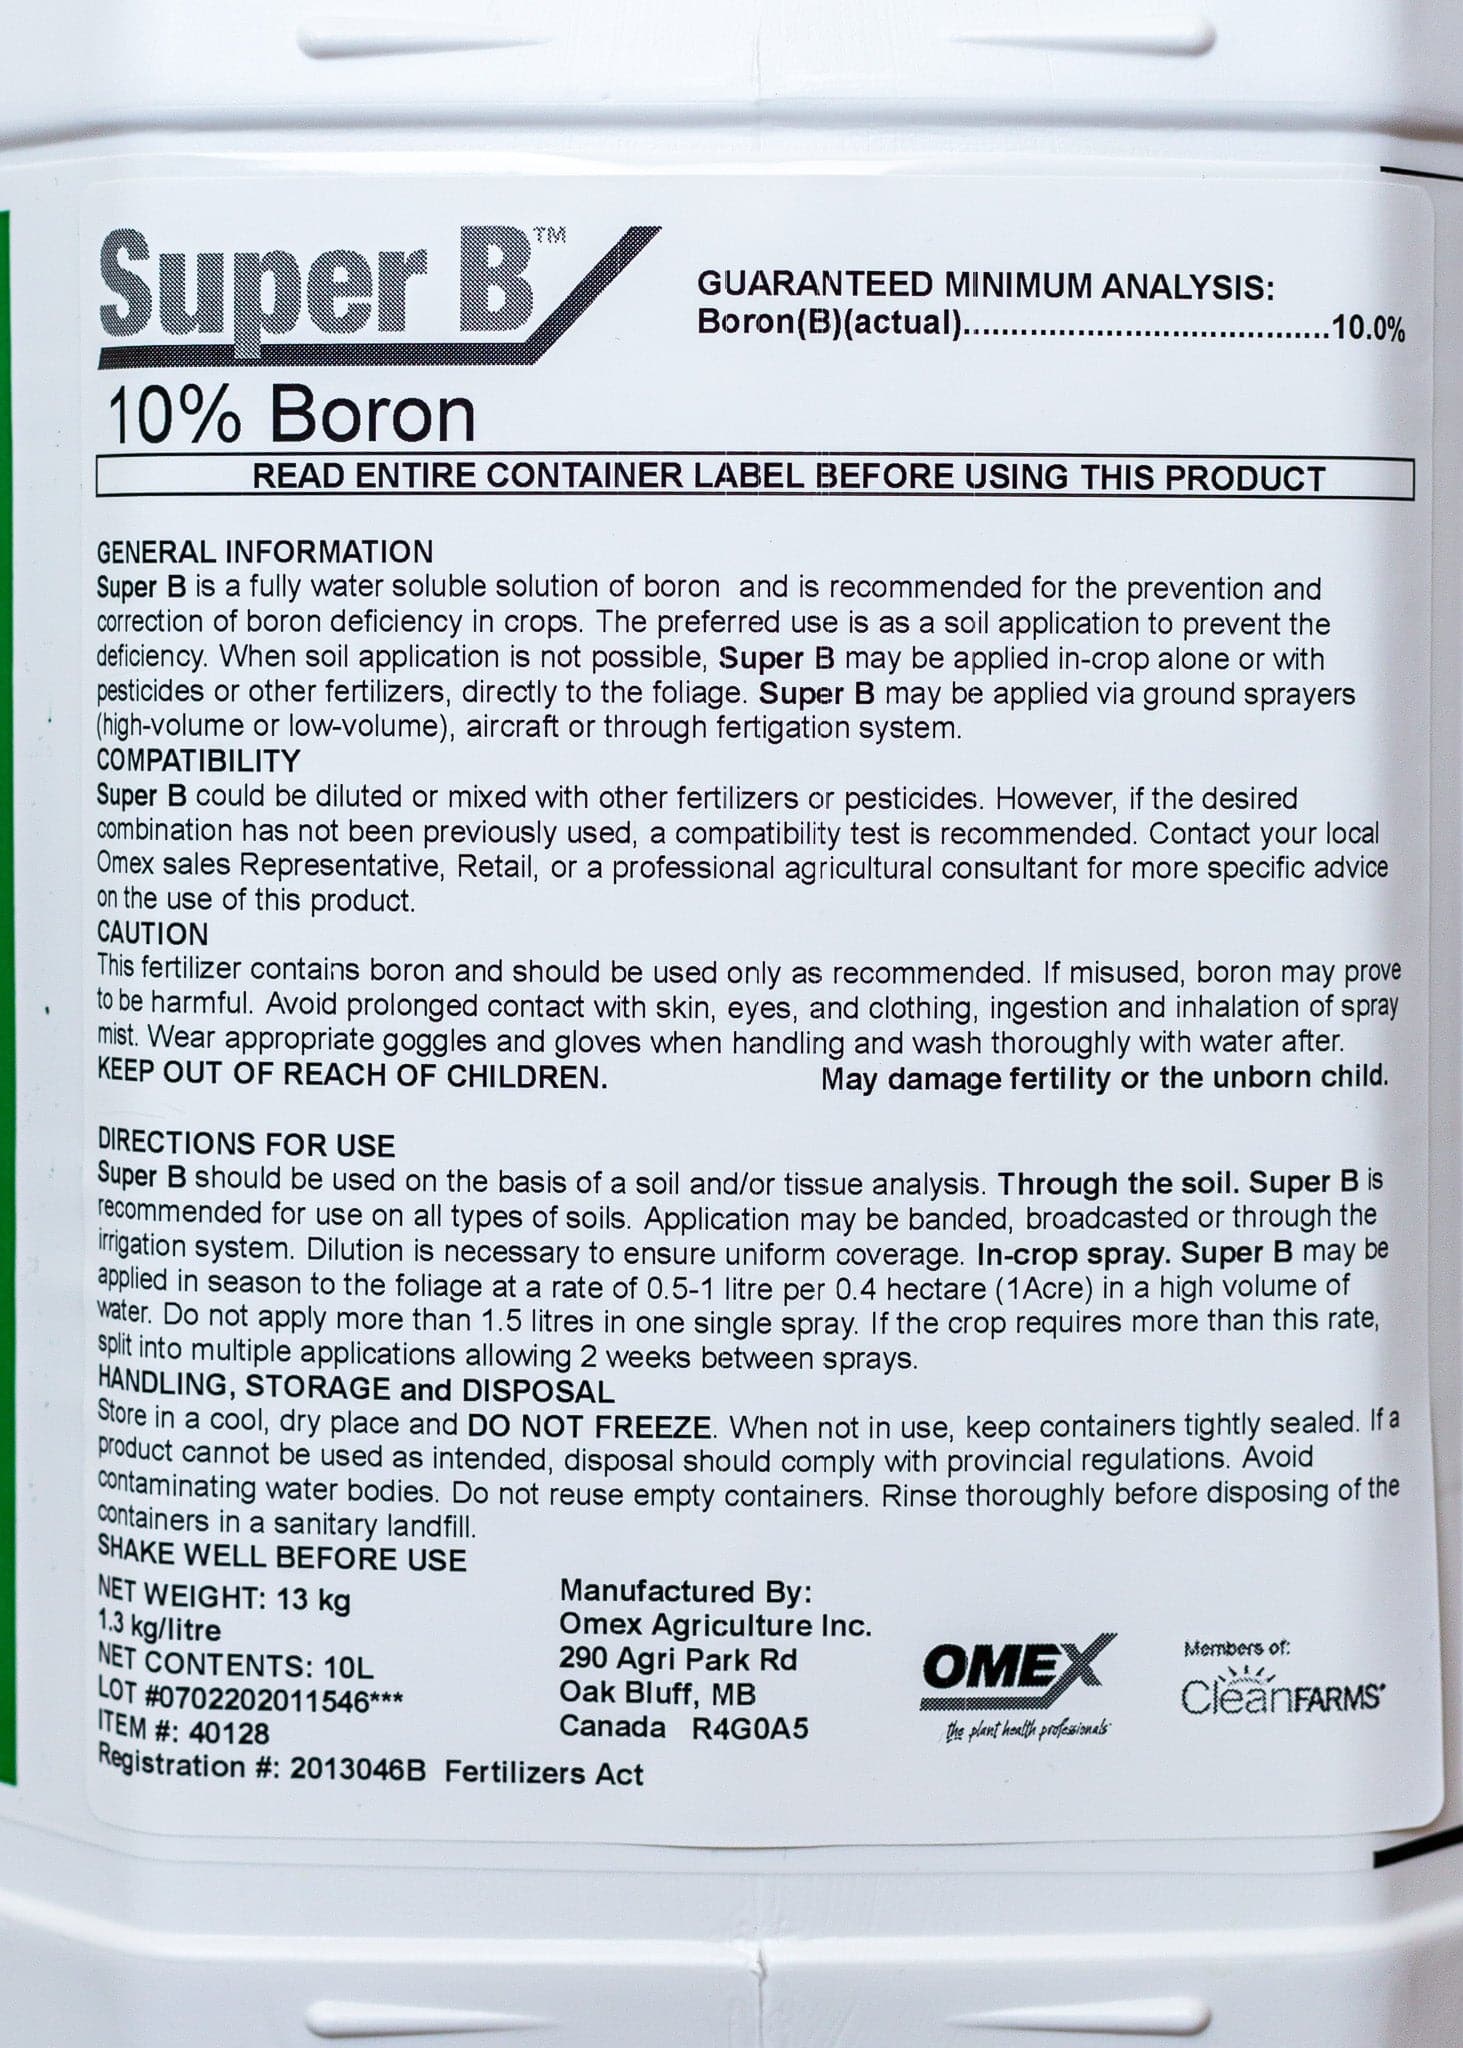 Super B™
GUARANTEED MINIMUM ANALYSIS:
Boron(B)(actual)......................................10.0%
10% Boron
READ ENTIRE CONTAINER LABEL BEFORE USING THIS PRODUCT
GENERAL INFORMATION
Super B is a fully water soluble solution of boron and is recommended for the prevention and
correction of boron deficiency in crops. The preferred use is as a soil application to prevent the
deficiency. When soil application is not possible, Super B may be applied in-crop alone or with
pesticides or other fertilizers, directly to the foliage. Super B may be applied via ground sprayers
(high-volume or low-volume), aircraft or through fertigation system.
COMPATIBILITY
Super B could be diluted or mixed with other fertilizers or pesticides. However, if the desired
combination has not been previously used, a compatibility test is recommended. Contact your local
Omex sales Representative, Retail, or a professional agricultural consultant for more specific advice
on the use of this product.
CAUTION
This fertilizer contains boron and should be used only as recommended. If misused, boron may prove
to be harmful. Avoid prolonged contact with skin, eyes, and clothing, ingestion and inhalation of spray
mist. Wear appropriate goggles and gloves when handling and wash thoroughly with water after.
KEEP OUT OF REACH OF CHILDREN. May damage fertility or the unborn child.
DIRECTIONS FOR USE
Super B should be used on the basis of a soil and/or tissue analysis. Through the soil. Super B is
recommended for use on all types of soils. Application may be banded, broadcasted or through the
irrigation system. Dilution is necessary to ensure uniform coverage. In-crop spray. Super B may be
applied in season to the foliage at a rate of 0.5-1 litre per 0.4 hectare (1Acre) in a high volume of
water. Do not apply more than 1.5 litres in one single spray. If the crop requires more than this rate,
split into multiple applications allowing 2 weeks between sprays.
HANDLING, STORAGE and DISPOSAL
Store in a cool, dry place and DO NOT FREEZE. When not in use, keep containers tightly sealed. If a
product cannot be used as intended, disposal should comply with provincial regulations. Avoid
contaminating water bodies. Do not reuse empty containers. Rinse thoroughly before disposing of the
containers in a sanitary landfill.
SHAKE WELL BEFORE USE
NET WEIGHT: 13 kg
1.3 kg/litre
NET CONTENTS: 10L
LOT #0702202011546***
ITEM #: 40128
Registration #: 2013046B Fertilizers Act
Manufactured By:
Omex Agriculture Inc.
290 Agri Park Rd
Oak Bluff, MB
Canada R4G0A5
OMEX
the plant health professionals
Members of:
CleanFARMS